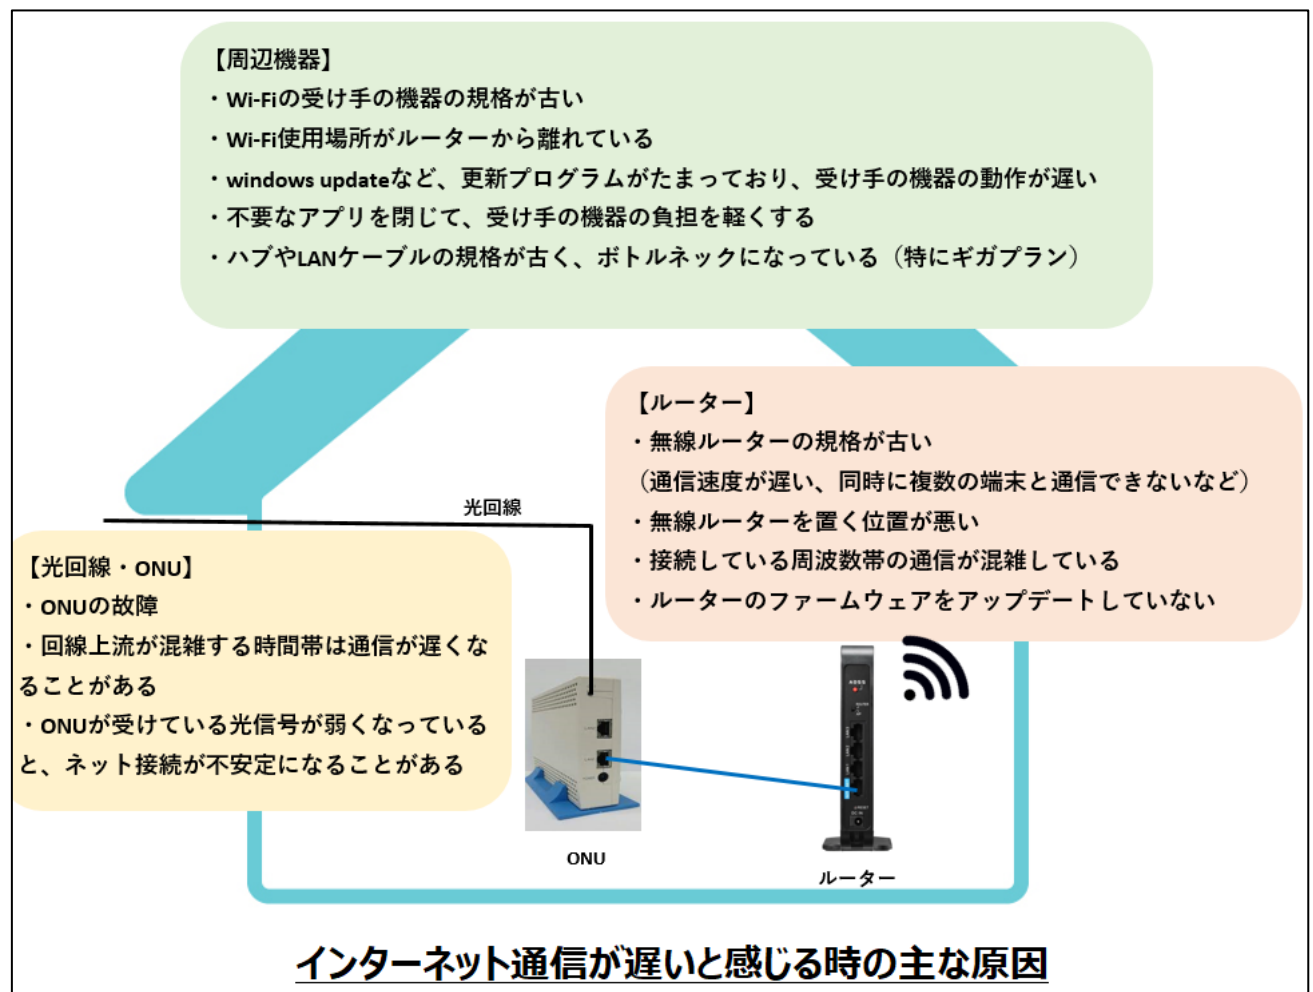 【周辺機器】
・Wi-Fiの受け手の機器の規格が古い
・Wi-Fi使用場所がルーターから離れている
・windows updateなど、更新プログラムがたまっており、受け手の機器の動作が遅い
・不要なアプリを閉じて、受け手の機器の負担を軽くする
・ハブやLANケーブルの規格が古く、ボトルネックになっている（特にギガプラン）
【ルーター】
・無線ルーターの規格が古い
（通信速度が遅い、同時に複数の端末と通信できないなど）
・無線ルーターを置く位置が悪い
・接続している周波数帯の通信が混雑している
・ルーターのファームウェアをアップデートしていない
光回線
【光回線・ONU】
・ONUの故障
・回線上流が混雑する時間帯は通信が遅くな
ることがある
・ONUが受けている光信号が弱くなっている
と、ネット接続が不安定になることがある
ONU
ルーター
インターネット通信が遅いと感じる時の主な原因